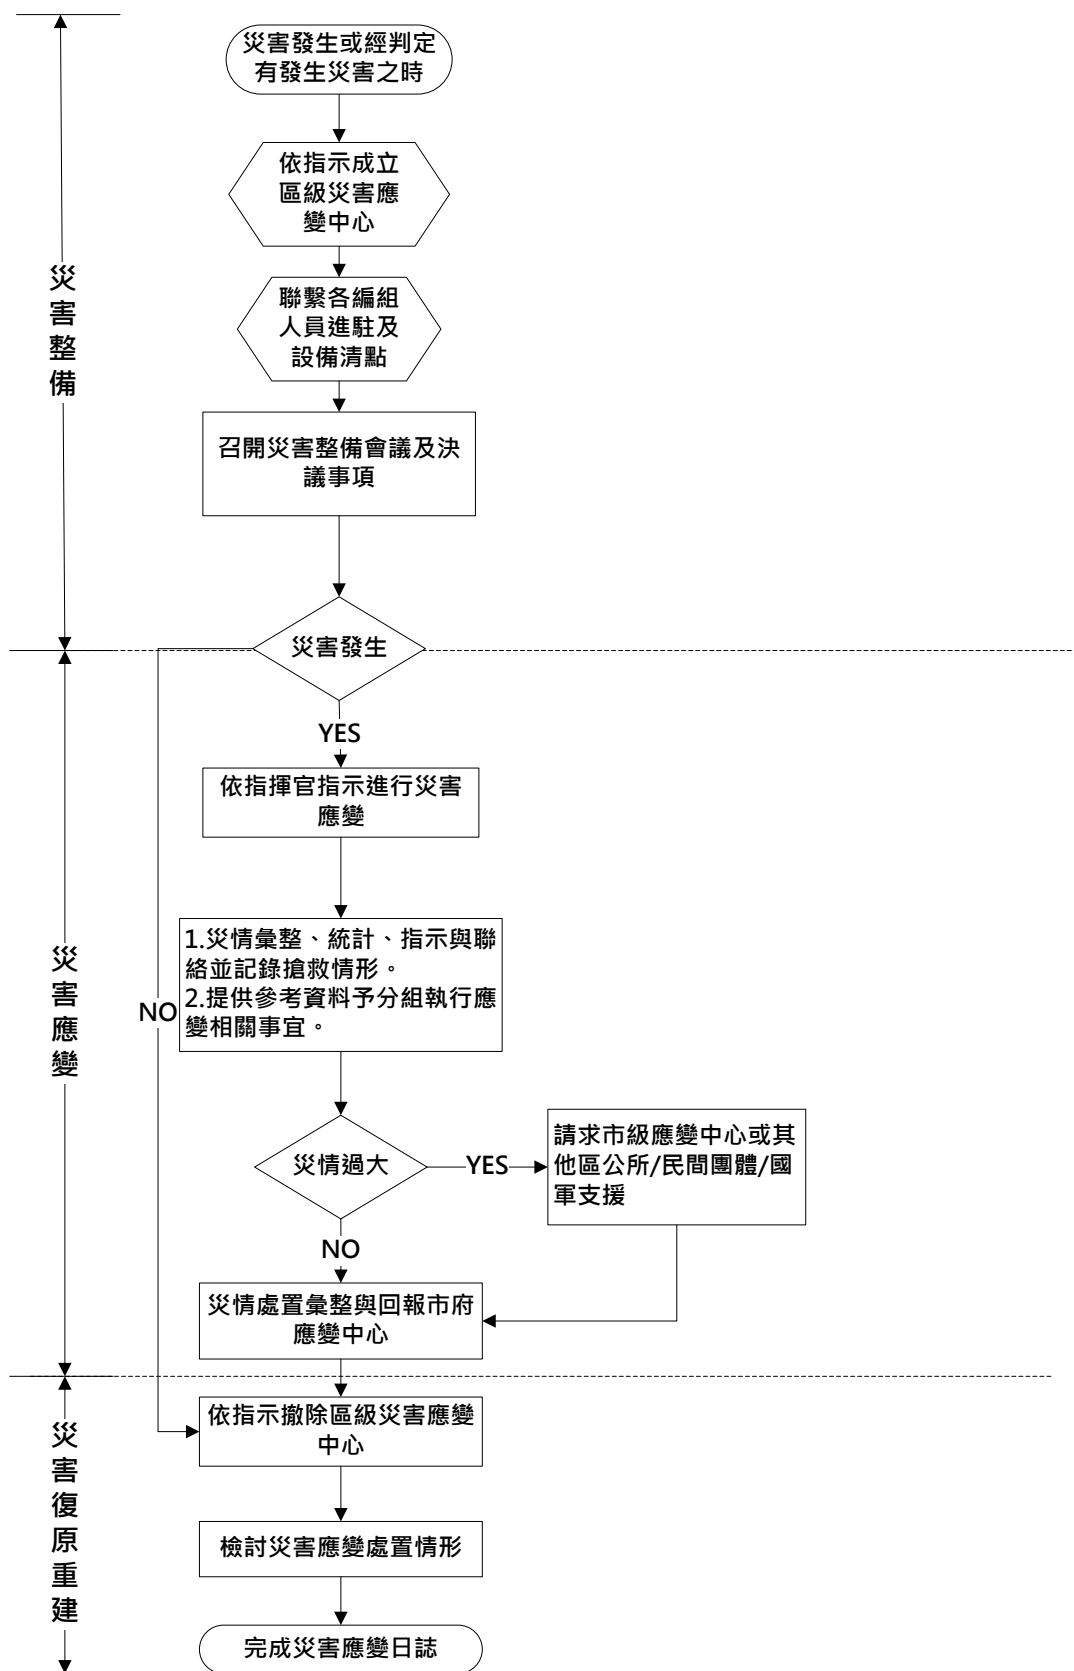 災害發生或經判定
有發生災害之時
依指示成立
區級災害應
變中心
聯繫各編組
人員進駐及
設備清點
災害整備
召開災害整備會議及決
議事項
災害發生
YES
依指揮官指示進行災害
應變
1.災情彙整、統計、指示與聯
絡並記錄搶救情形。
2.提供參考資料予分組執行應
變相關事宜。
災害應變
NO
災情過大
YES
請求市級應變中心或其
他區公所/民間團體/國
軍支援
NO
災情處置彙整與回報市府
應變中心
依指示撤除區級災害應變
中心
災害復原重建
檢討災害應變處置情形
完成災害應變日誌